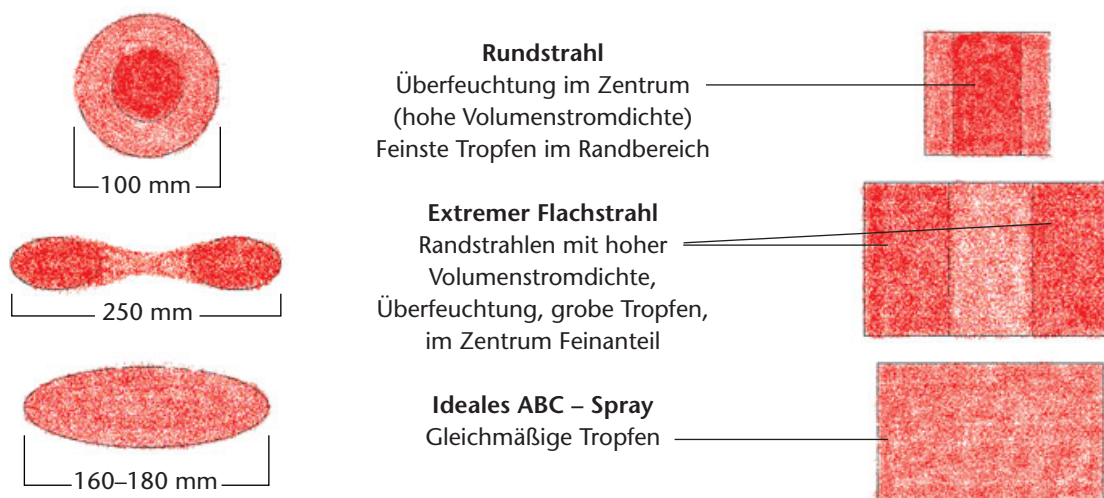 Rundstrahl
Überfeuchtung im Zentrum
(hohe Volumenstromdichte)
Feinste Tropfen im Randbereich
100 mm
Extremer Flachstrahl
Randstrahlen mit hoher
Volumenstromdichte,
Überfeuchtung, grobe Tropfen,
im Zentrum Feinanteil
250 mm
Ideales ABC – Spray
Gleichmäßige Tropfen
160–180 mm